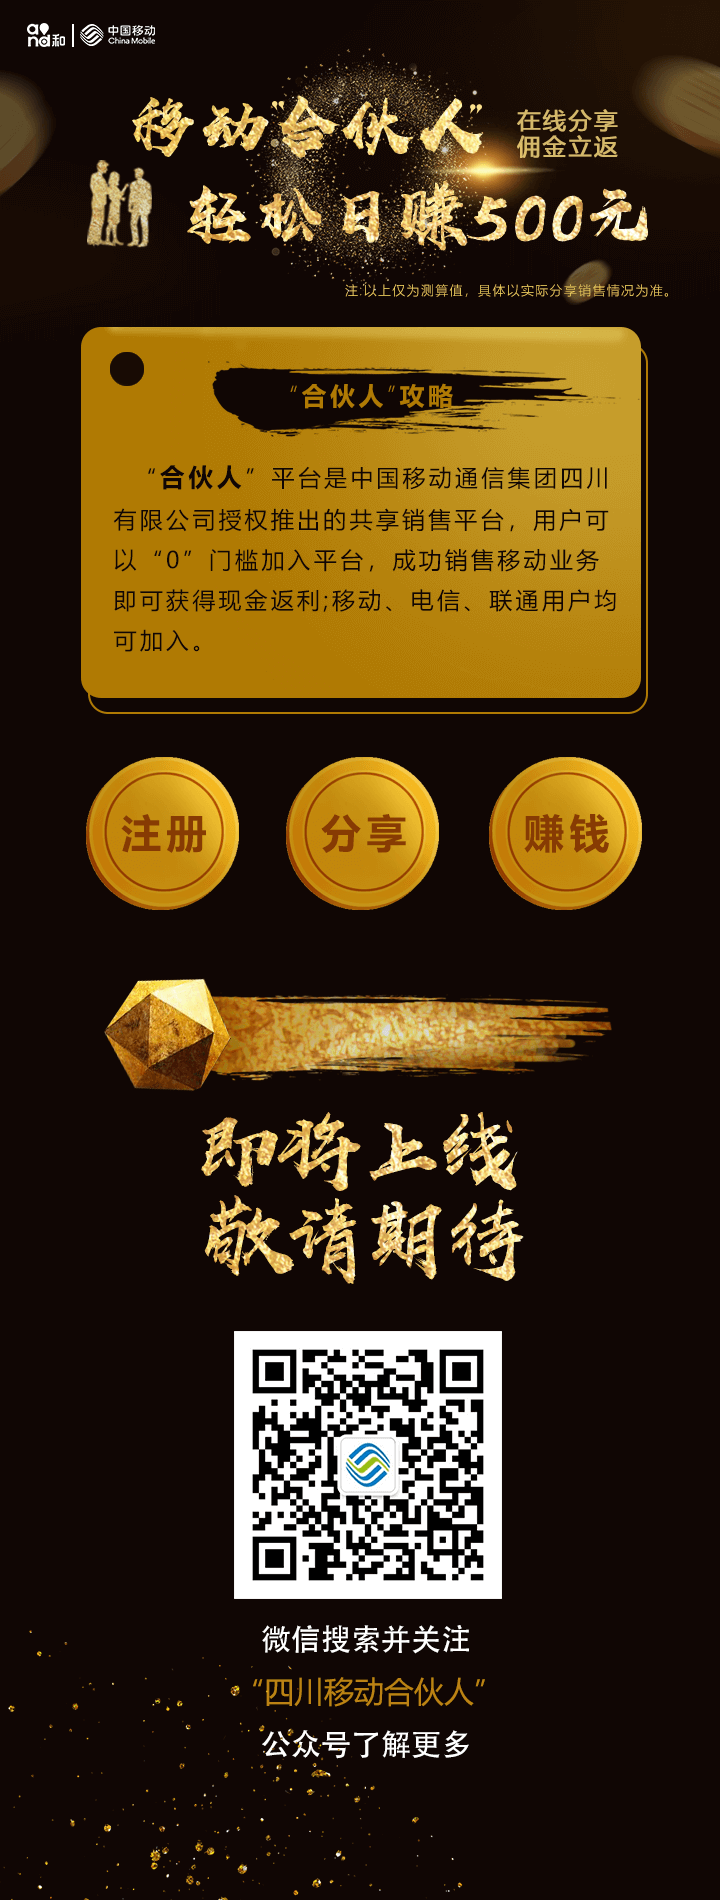 and和
中国移动
China Mobile
移动“合伙人”
在线分享
佣金立返
轻松日赚500元
注:以上仅为测算值，具体以实际分享销售情况为准。
“合伙人”攻略
“合伙人”平台是中国移动通信集团四川
有限公司授权推出的共享销售平台，用户可
以“0”门槛加入平台，成功销售移动业务
即可获得现金返利;移动、电信、联通用户均
可加入。
注册
分享
赚钱
即将上线
敬请期待
微信搜索并关注
“四川移动合伙人”
公众号了解更多